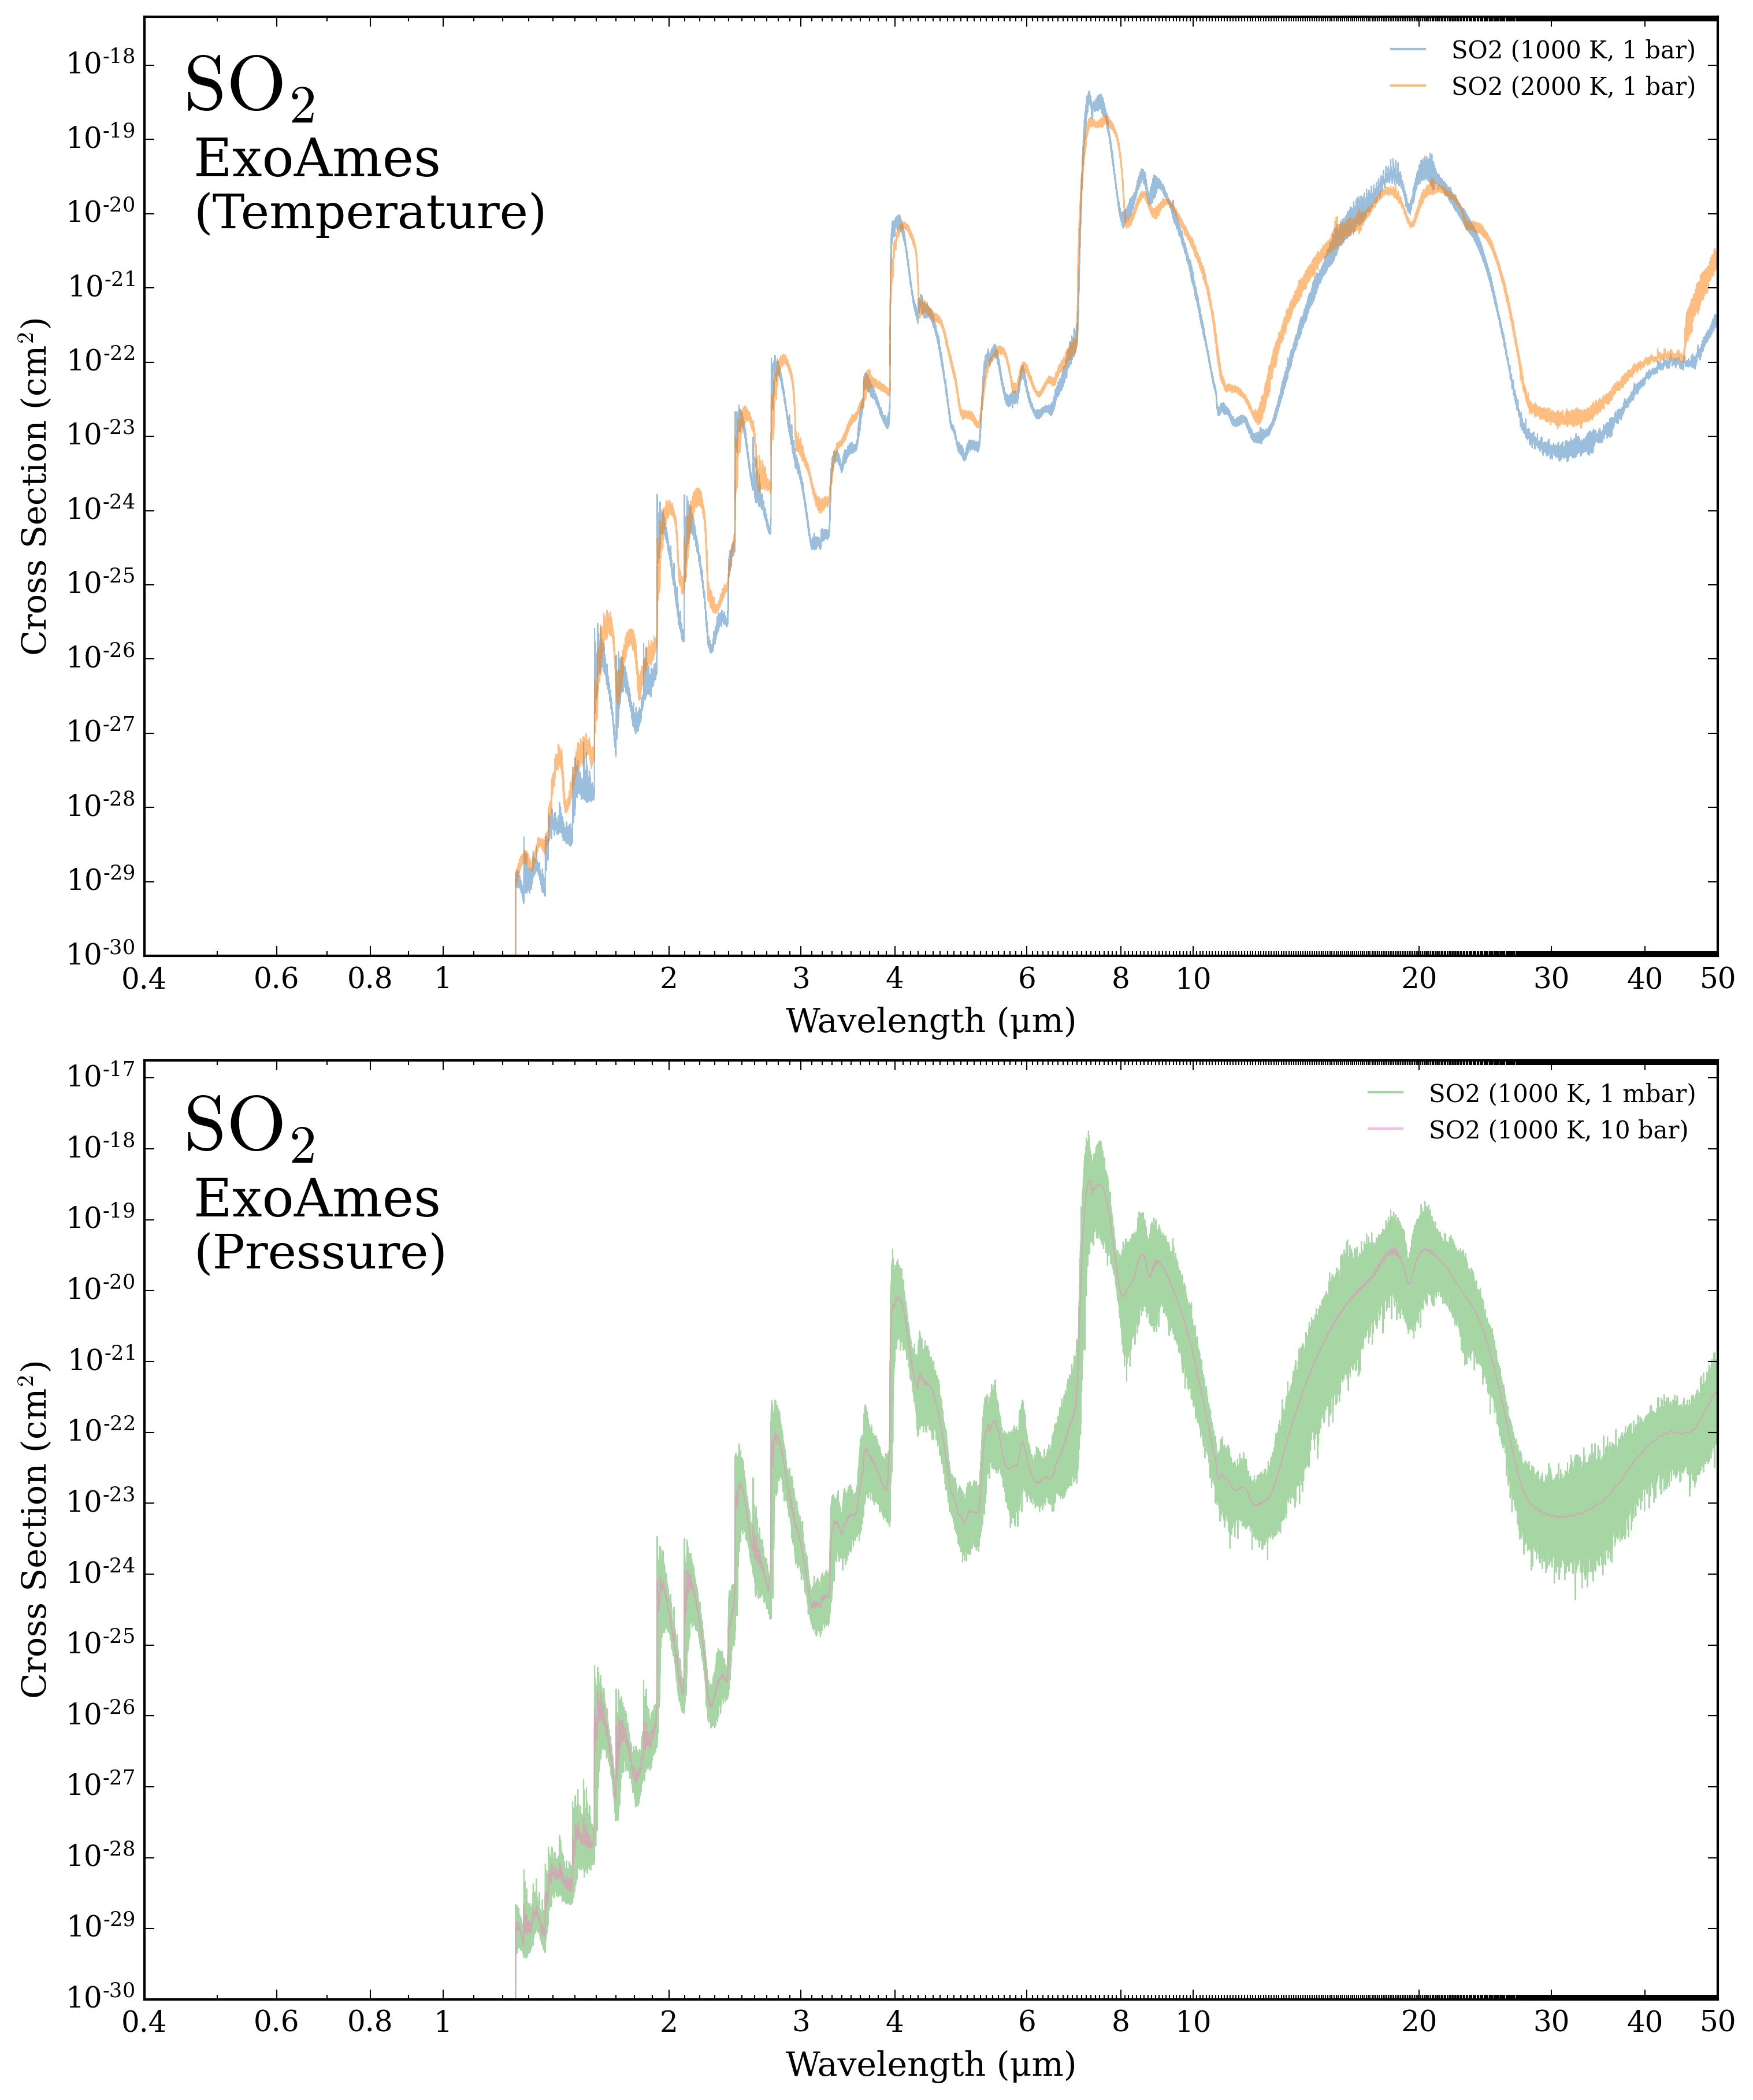 SO₂
ExoAmes
(Temperature)
SO2 (1000 K, 1 bar)
SO2 (2000 K, 1 bar)
Cross Section (cm²)
10⁻¹⁸
10⁻¹⁹
10⁻²⁰
10⁻²¹
10⁻²²
10⁻²³
10⁻²⁴
10⁻²⁵
10⁻²⁶
10⁻²⁷
10⁻²⁸
10⁻²⁹
10⁻³⁰
0.4 0.6 0.8 1 2 3 4 6 8 10 20 30 40 50
Wavelength (μm)
SO₂
ExoAmes
(Pressure)
SO2 (1000 K, 1 mbar)
SO2 (1000 K, 10 bar)
Cross Section (cm²)
10⁻¹⁷
10⁻¹⁸
10⁻¹⁹
10⁻²⁰
10⁻²¹
10⁻²²
10⁻²³
10⁻²⁴
10⁻²⁵
10⁻²⁶
10⁻²⁷
10⁻²⁸
10⁻²⁹
10⁻³⁰
0.4 0.6 0.8 1 2 3 4 6 8 10 20 30 40 50
Wavelength (μm)